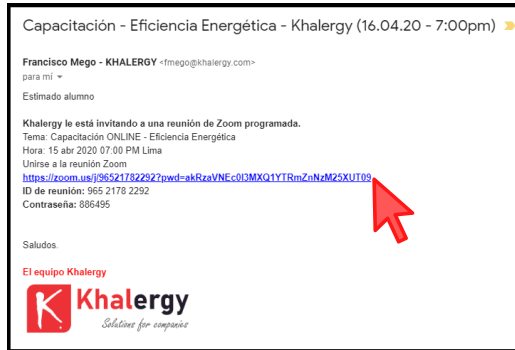 Capacitación - Eficiencia Energética - Khalergy (16.04.20 - 7:00pm)
Francisco Mego - KHALERGY <fmego@khalergy.com>
para mí
Estimado alumno
Khalergy le está invitando a una reunión de Zoom programada.
Tema: Capacitación ONLINE - Eficiencia Energética
Hora: 15 abr 2020 07:00 PM Lima
Unirse a la reunión Zoom
https://zoom.us/j/96521782292?pwd=akRzaVNEc0l3MXQ1YTRmZnNzM25XUT09
ID de reunión: 965 2178 2292
Contraseña: 886495
Saludos.
El equipo Khalergy
Khalergy
Solutions for companies